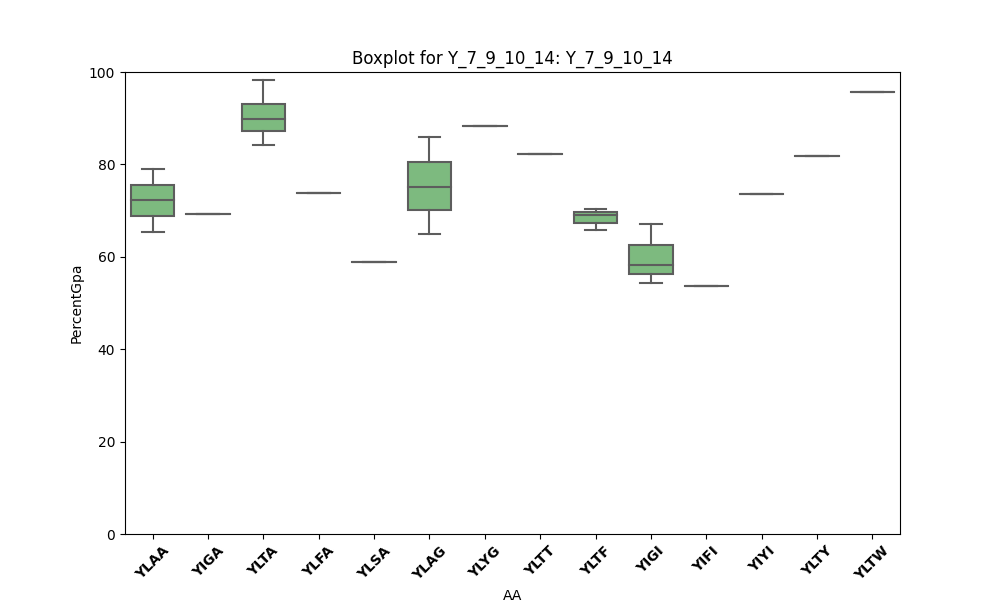 Boxplot for Y_7_9_10_14: Y_7_9_10_14
100
80
60
40
20
0
PercentGpa
YLAA YIGA YLTA YLFA YLSA YLAG YLYG YLTT YLTF YIGI YIFI YIYI YLTY YLTW
AA